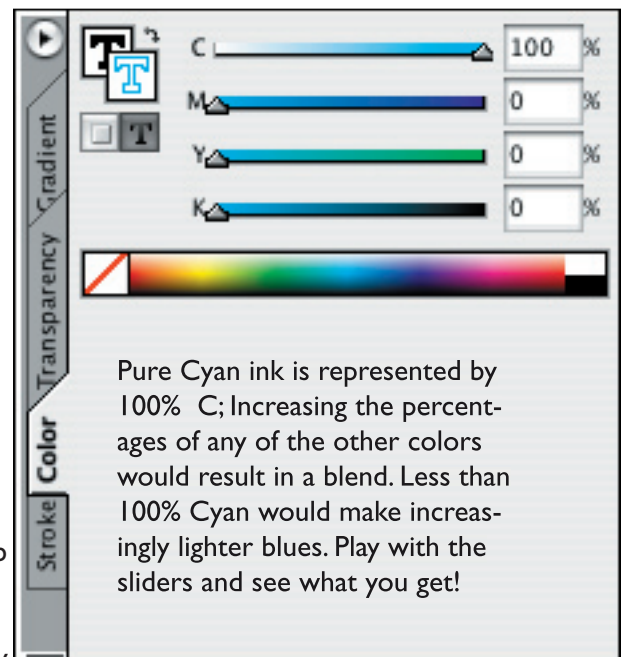 C 100 %
M 0 %
Y 0 %
K 0 %
T
T
T
Gradient
Transparency
Color
Stroke
Pure Cyan ink is represented by
100% C; Increasing the percent-
ages of any of the other colors
would result in a blend. Less than
100% Cyan would make increas-
ingly lighter blues. Play with the
sliders and see what you get!